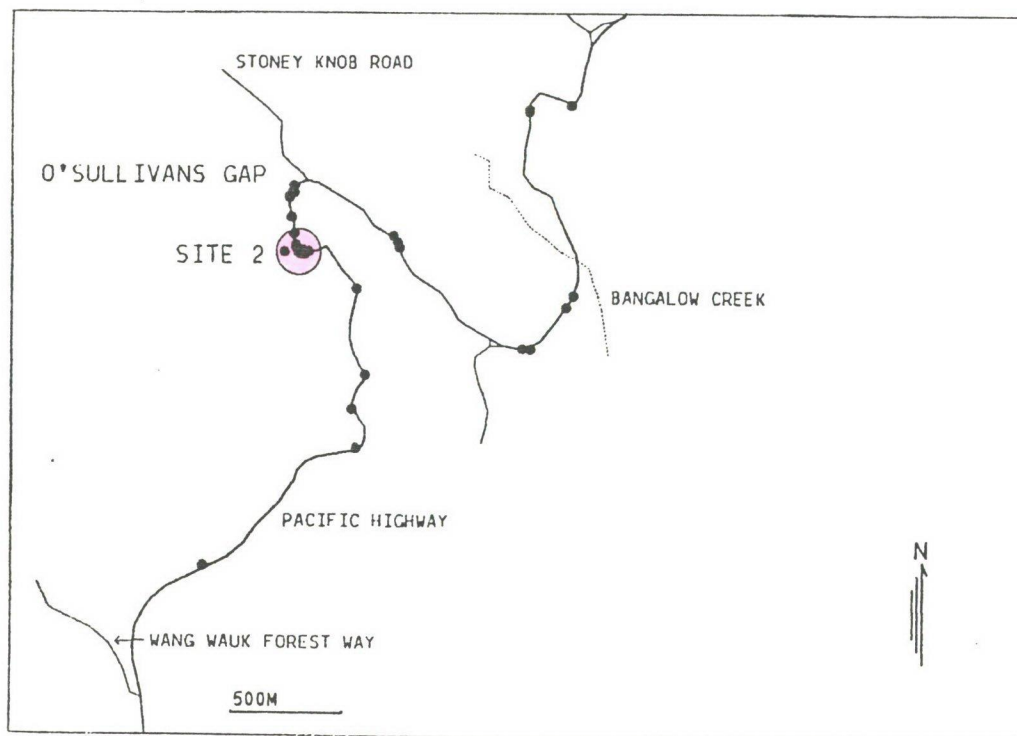 STONEY KNOB ROAD
O'SULLIVANS GAP
SITE 2
BANGALOW CREEK
PACIFIC HIGHWAY
N
WANG WAUK FOREST WAY
500M